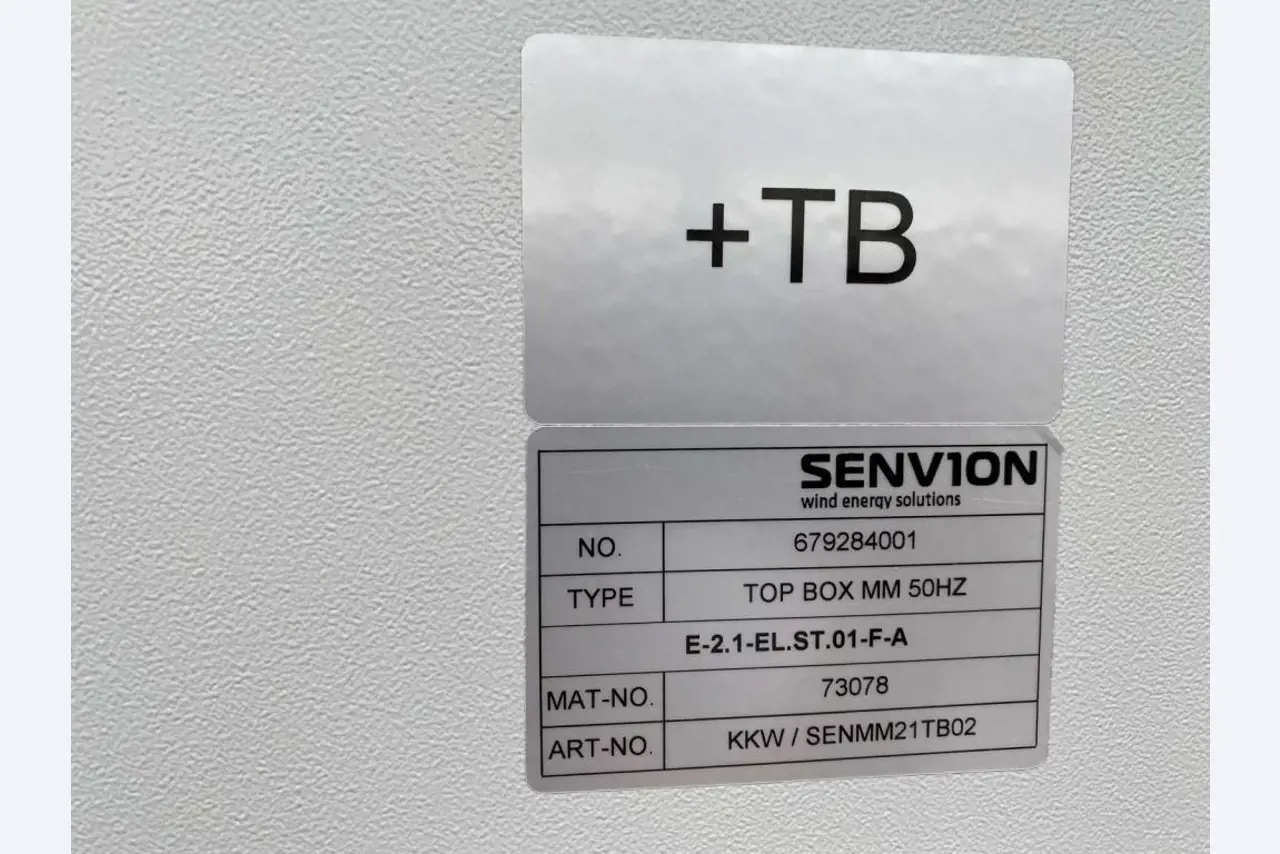 +TB
SENVION
wind energy solutions
NO. 679284001
TYPE TOP BOX MM 50HZ
E-2.1-EL.ST.01-F-A
MAT-NO. 73078
ART-NO. KKW / SENMM21TB02